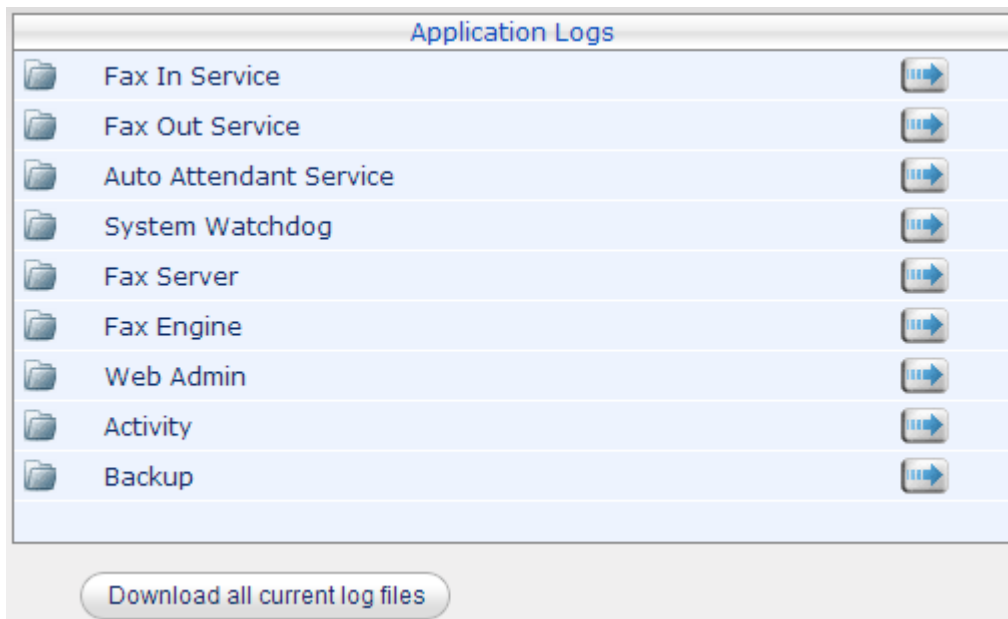 Application Logs
Fax In Service
Fax Out Service
Auto Attendant Service
System Watchdog
Fax Server
Fax Engine
Web Admin
Activity
Backup
Download all current log files